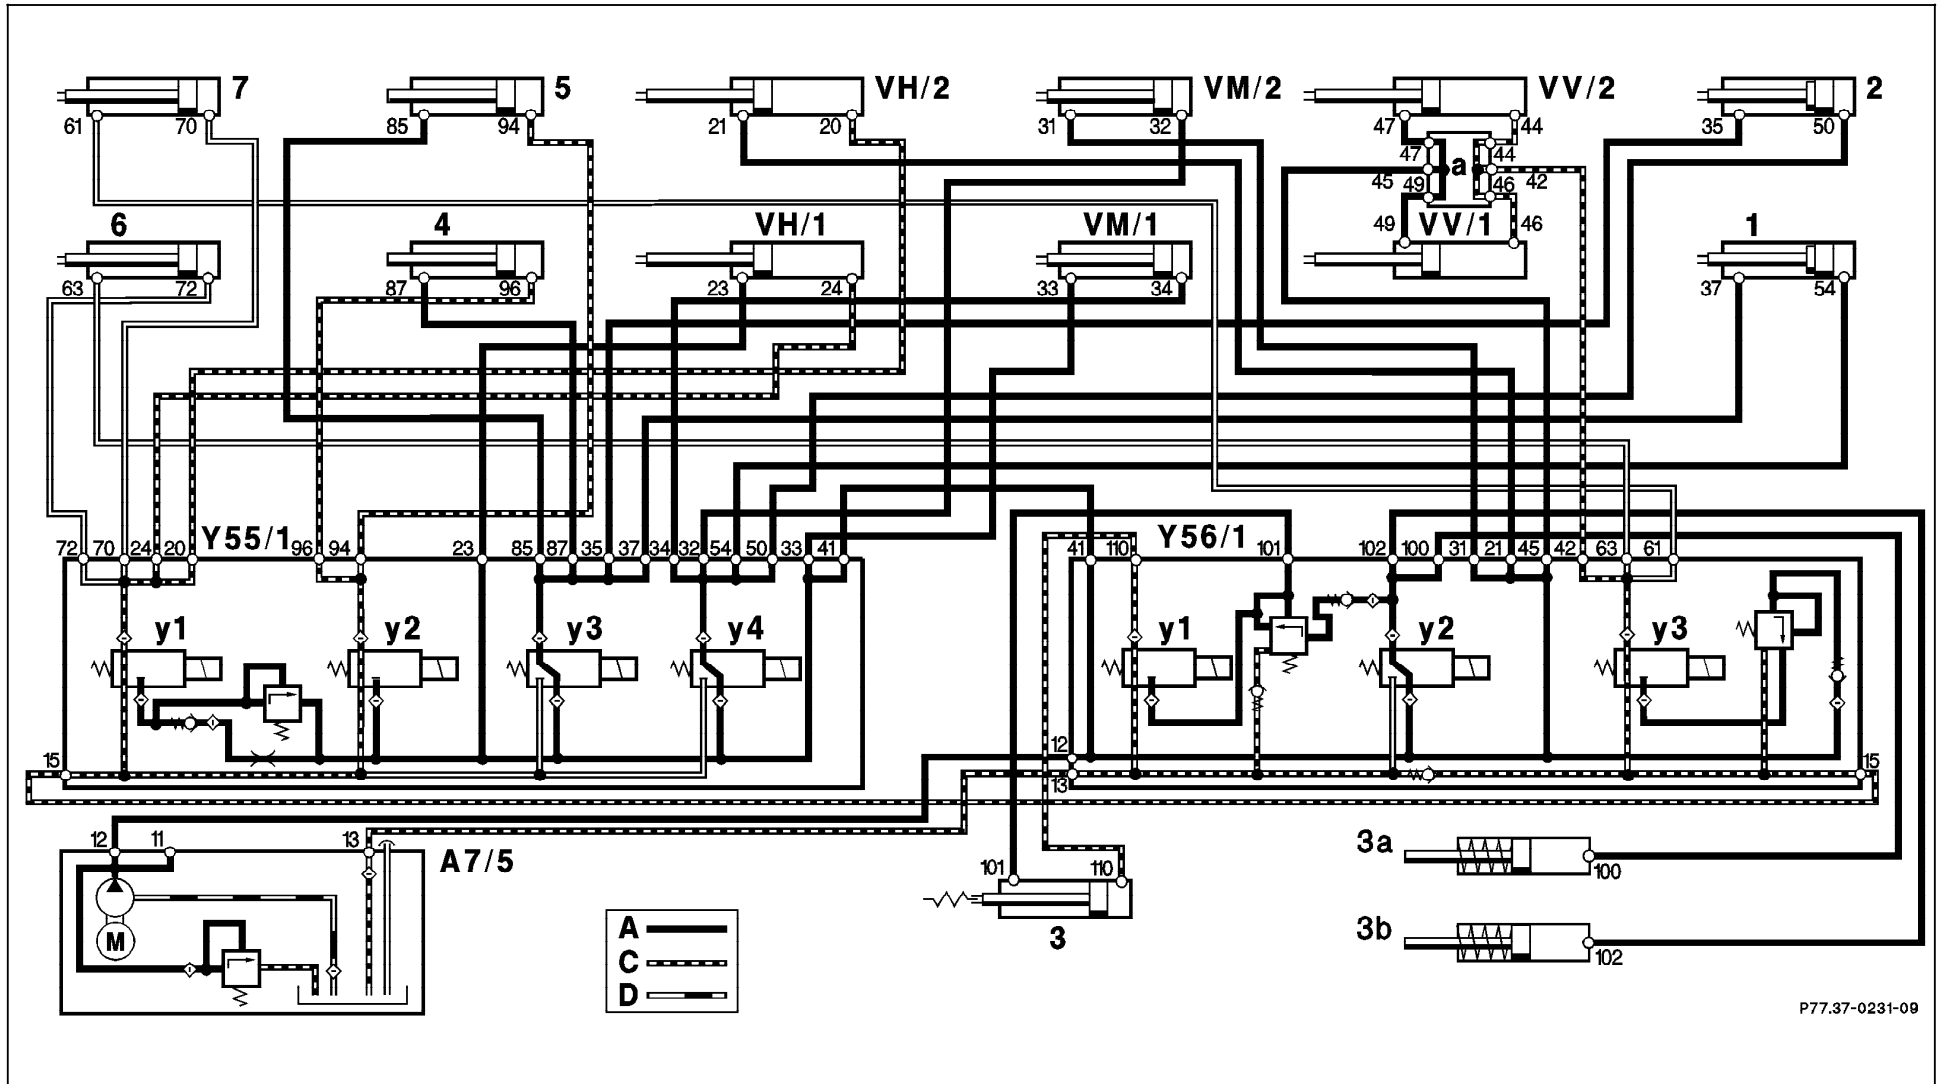 7 5 VH/2 VM/2 VV/2 2
61 70 85 94 21 20 31 32 47 44 35 50
47 a 44
45 49 46 42
6 4 VH/1 VM/1 49 VV/1 46 1
63 72 87 96 23 24 33 34 37 54
72 70 24 20 Y55/1 96 94 23 85 87 35 37 34 32 54 50 33 41
41 110 Y56/1 101 102 100 31 21 45 42 63 61
y1 y2 y3 y4 y1 y2 y3
15 12 13 15
12 11 13 A7/5
M
A
C
D
101 110
3
3a 100
3b 102
P77.37-0231-09